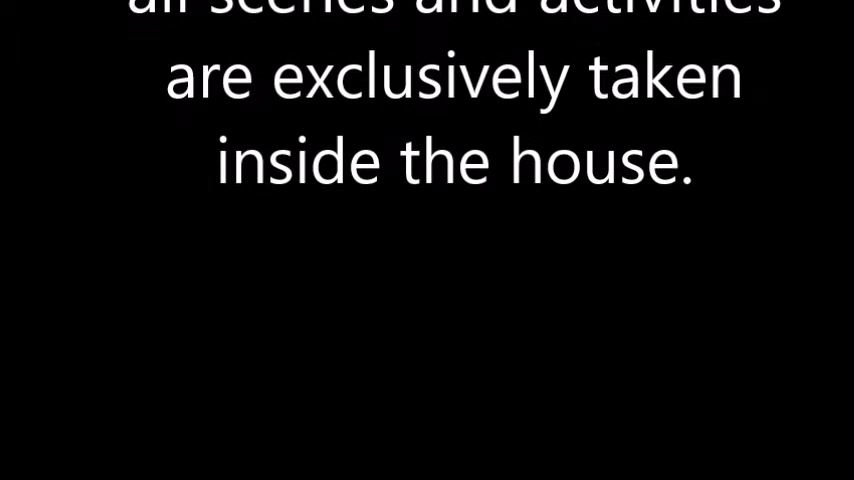 all scenes and activities
are exclusively taken
inside the house.